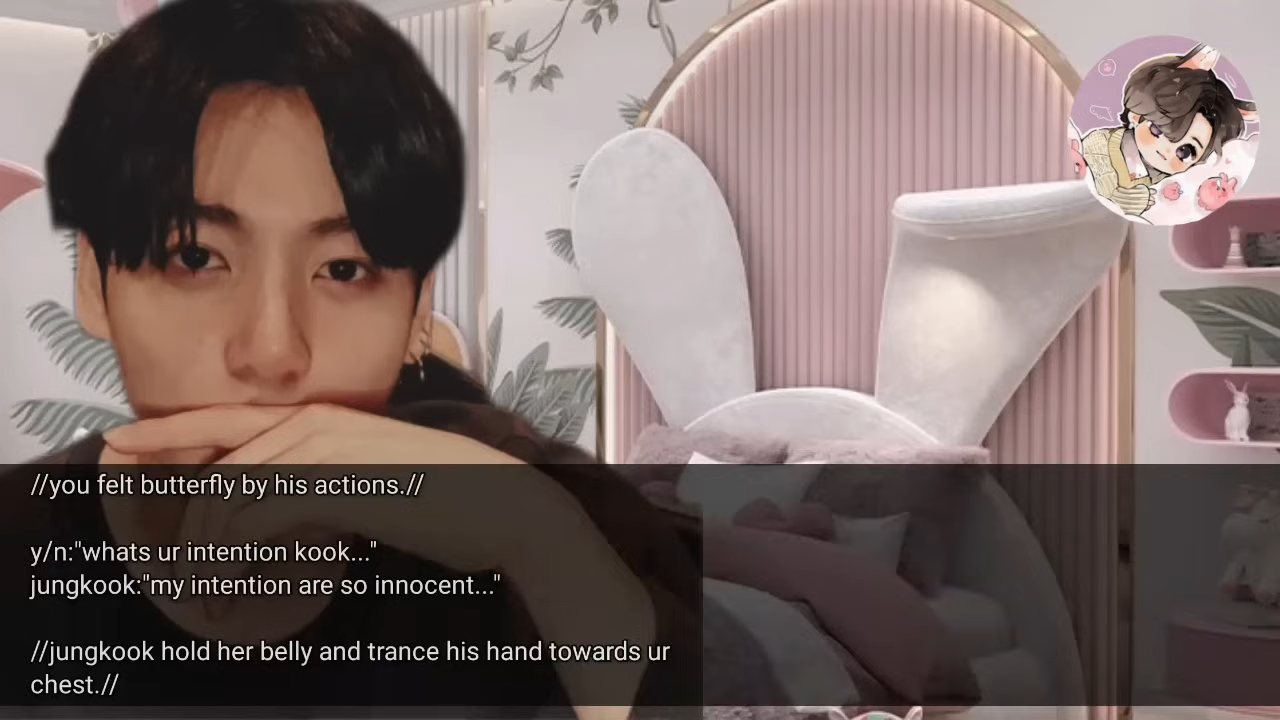 //you felt butterfly by his actions.//
y/n:"whats ur intention kook..."
jungkook:"my intention are so innocent..."
//jungkook hold her belly and trance his hand towards ur
chest.//